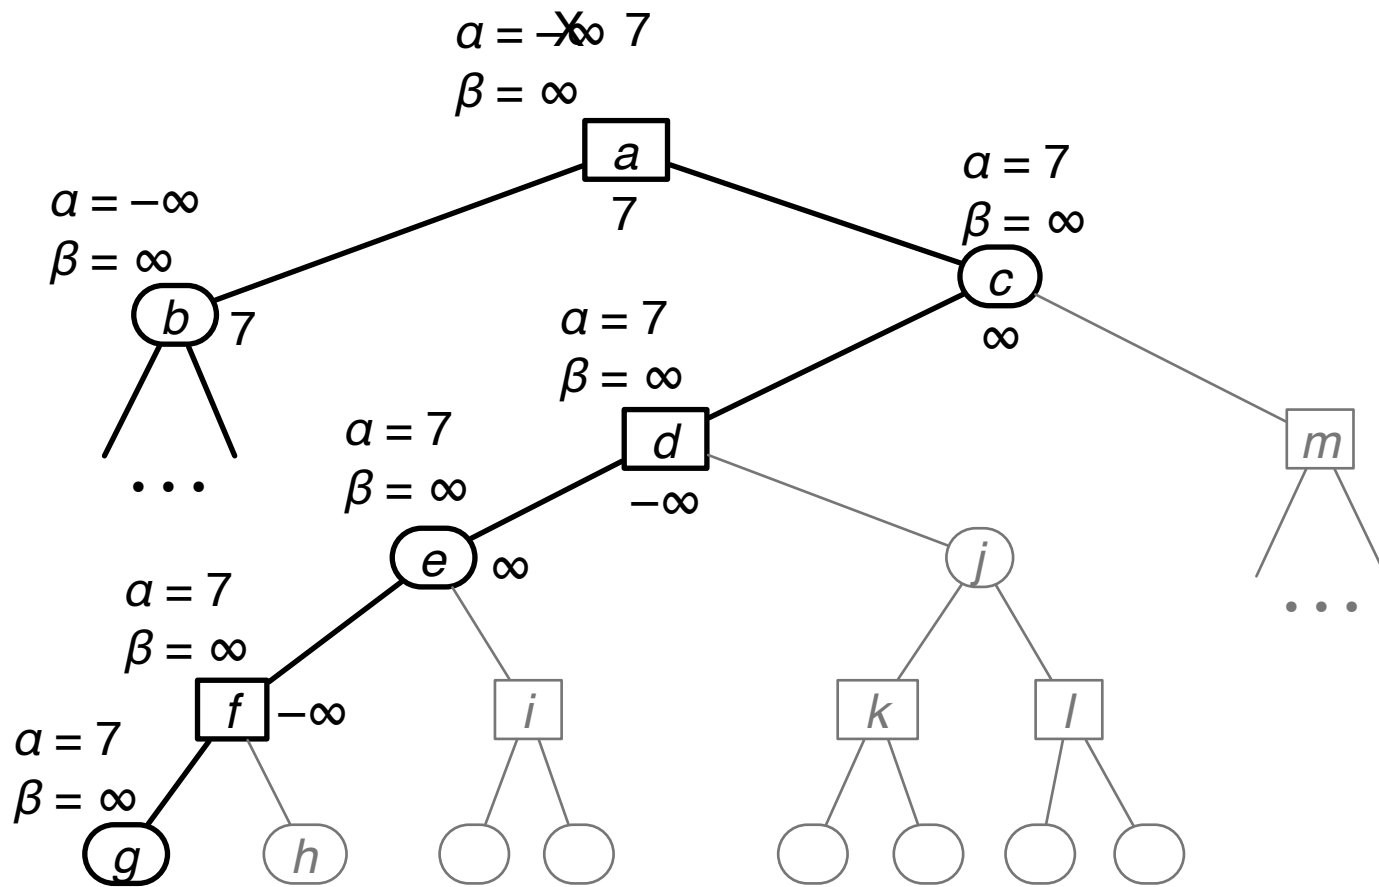 α = −∞ 7
β = ∞
a
7
α = 7
β = ∞
c
∞
α = −∞
β = ∞
b
7
. . .
α = 7
β = ∞
d
−∞
m
. . .
α = 7
β = ∞
e
∞
j
α = 7
β = ∞
f
−∞
i
k
l
α = 7
β = ∞
g
h